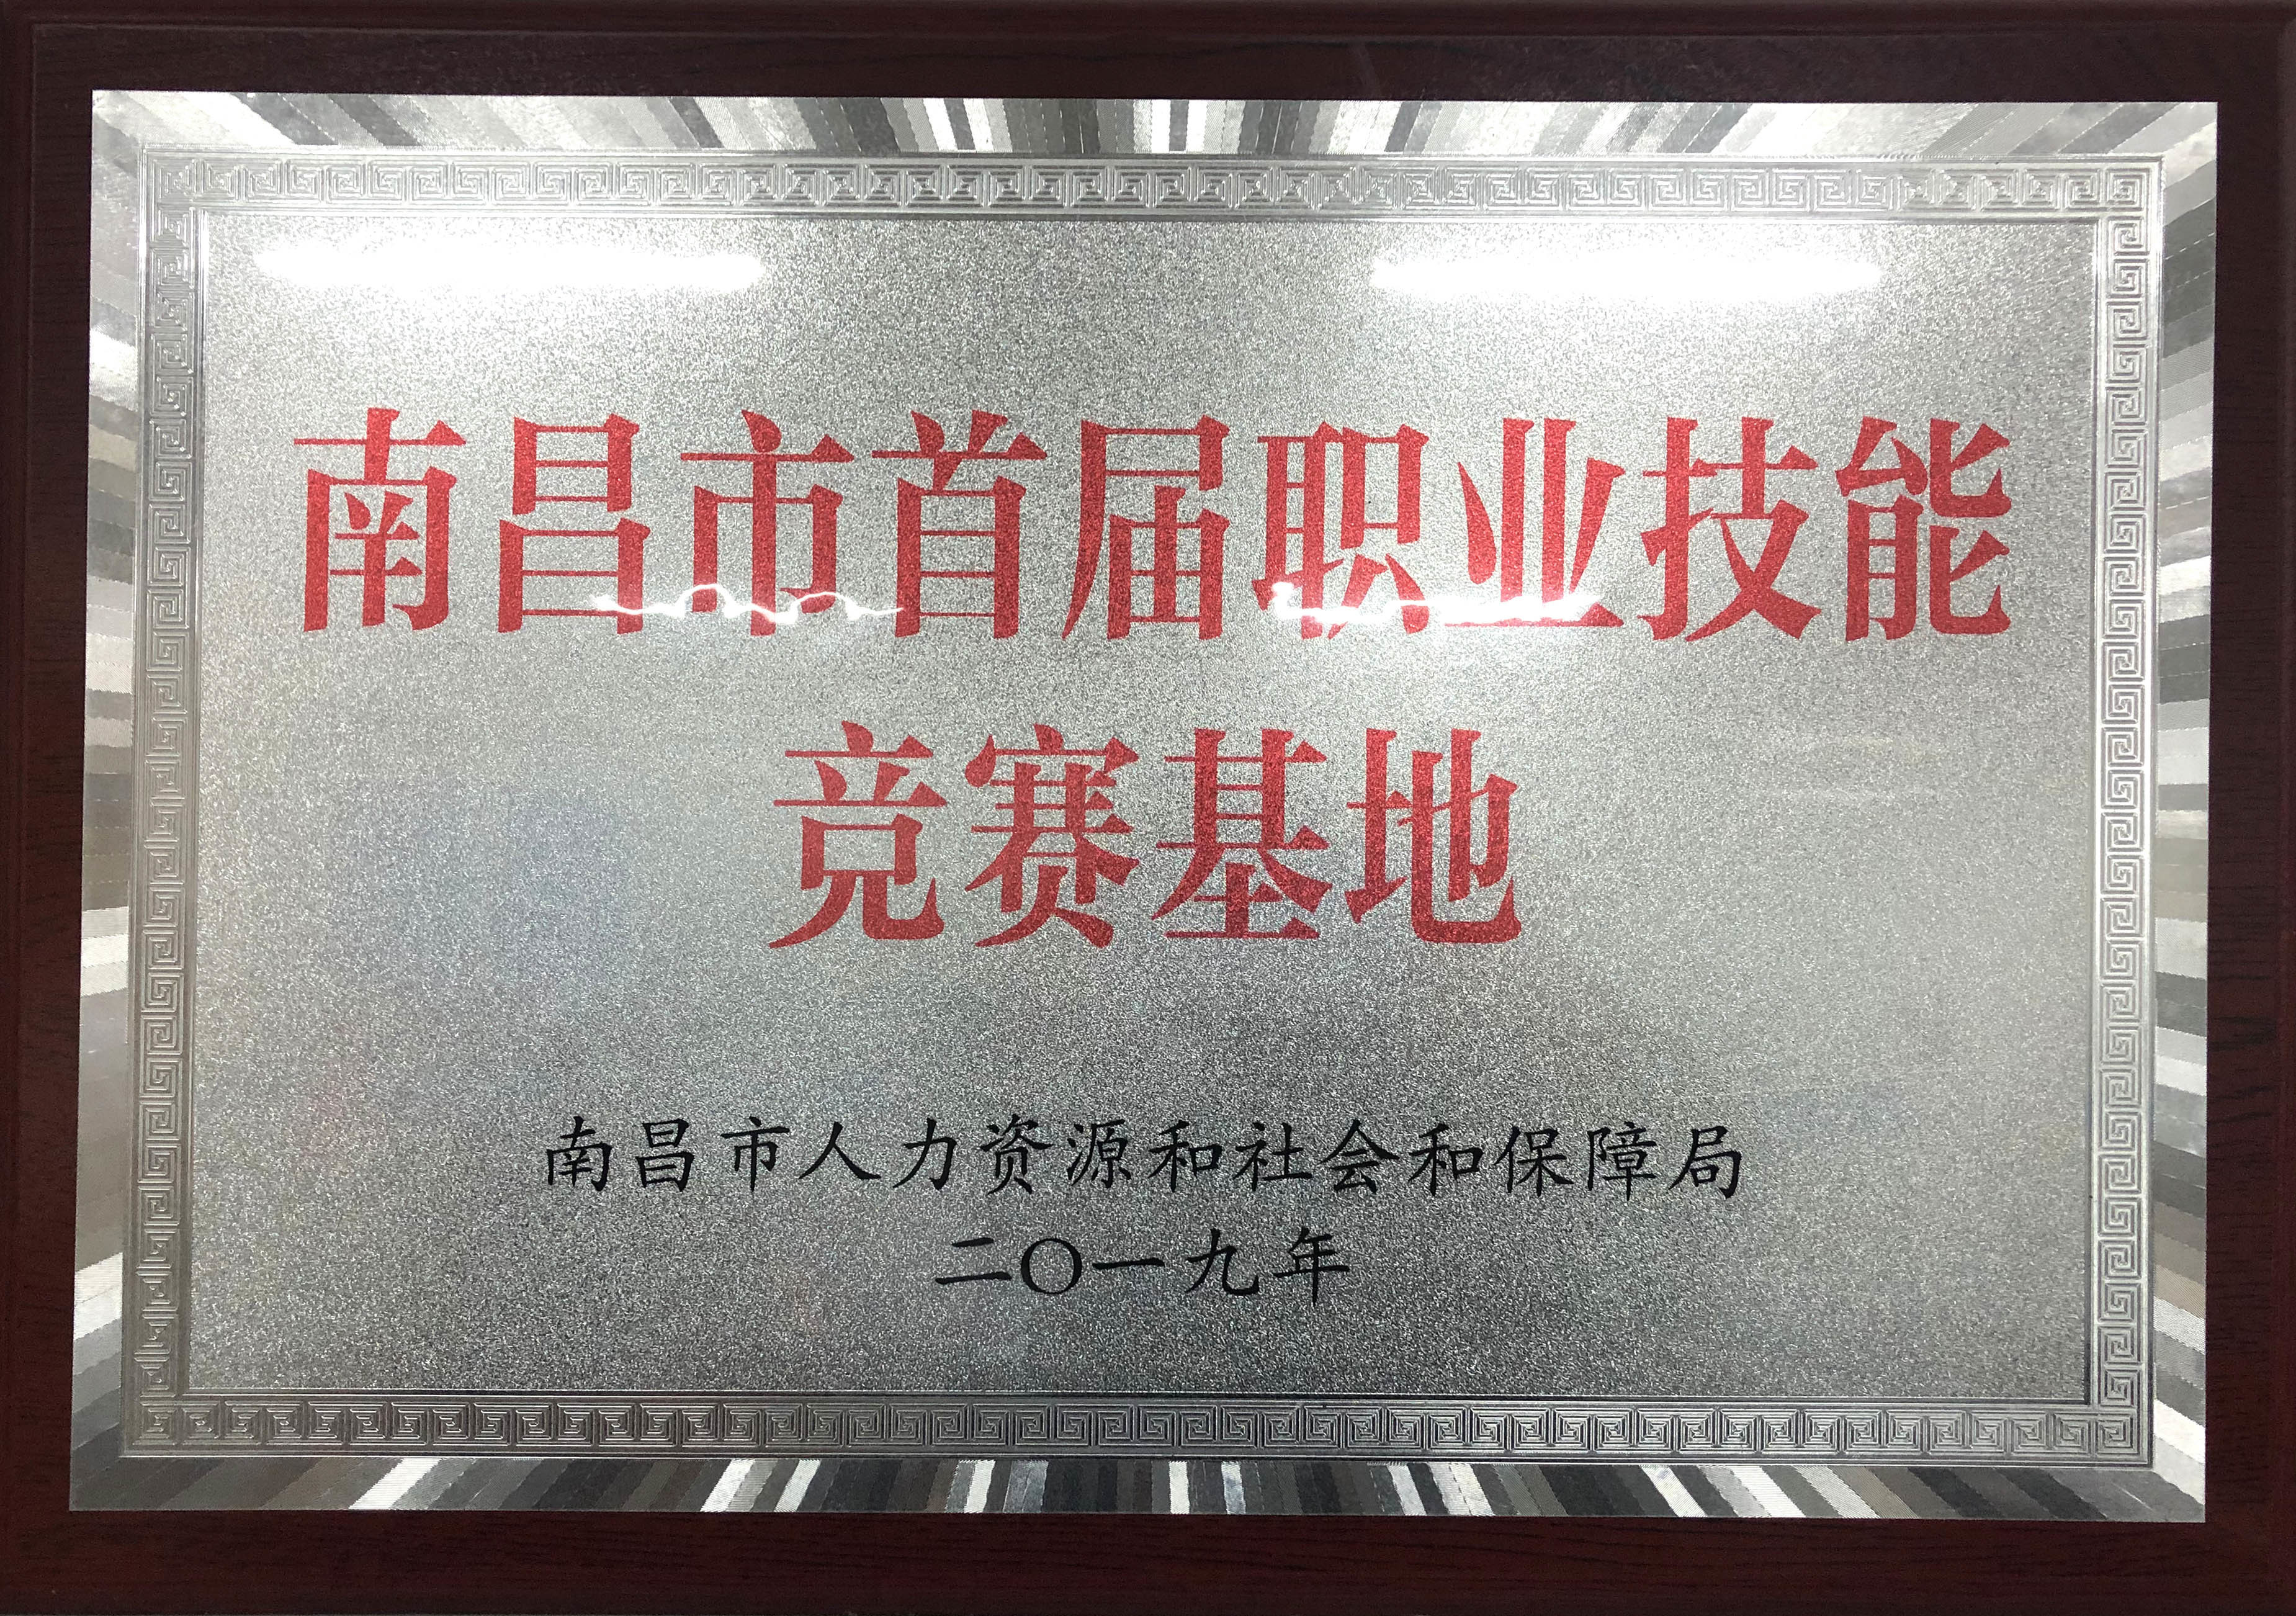 南昌市首届职业技能
竞赛基地
南昌市人力资源和社会和保障局
二〇一九年